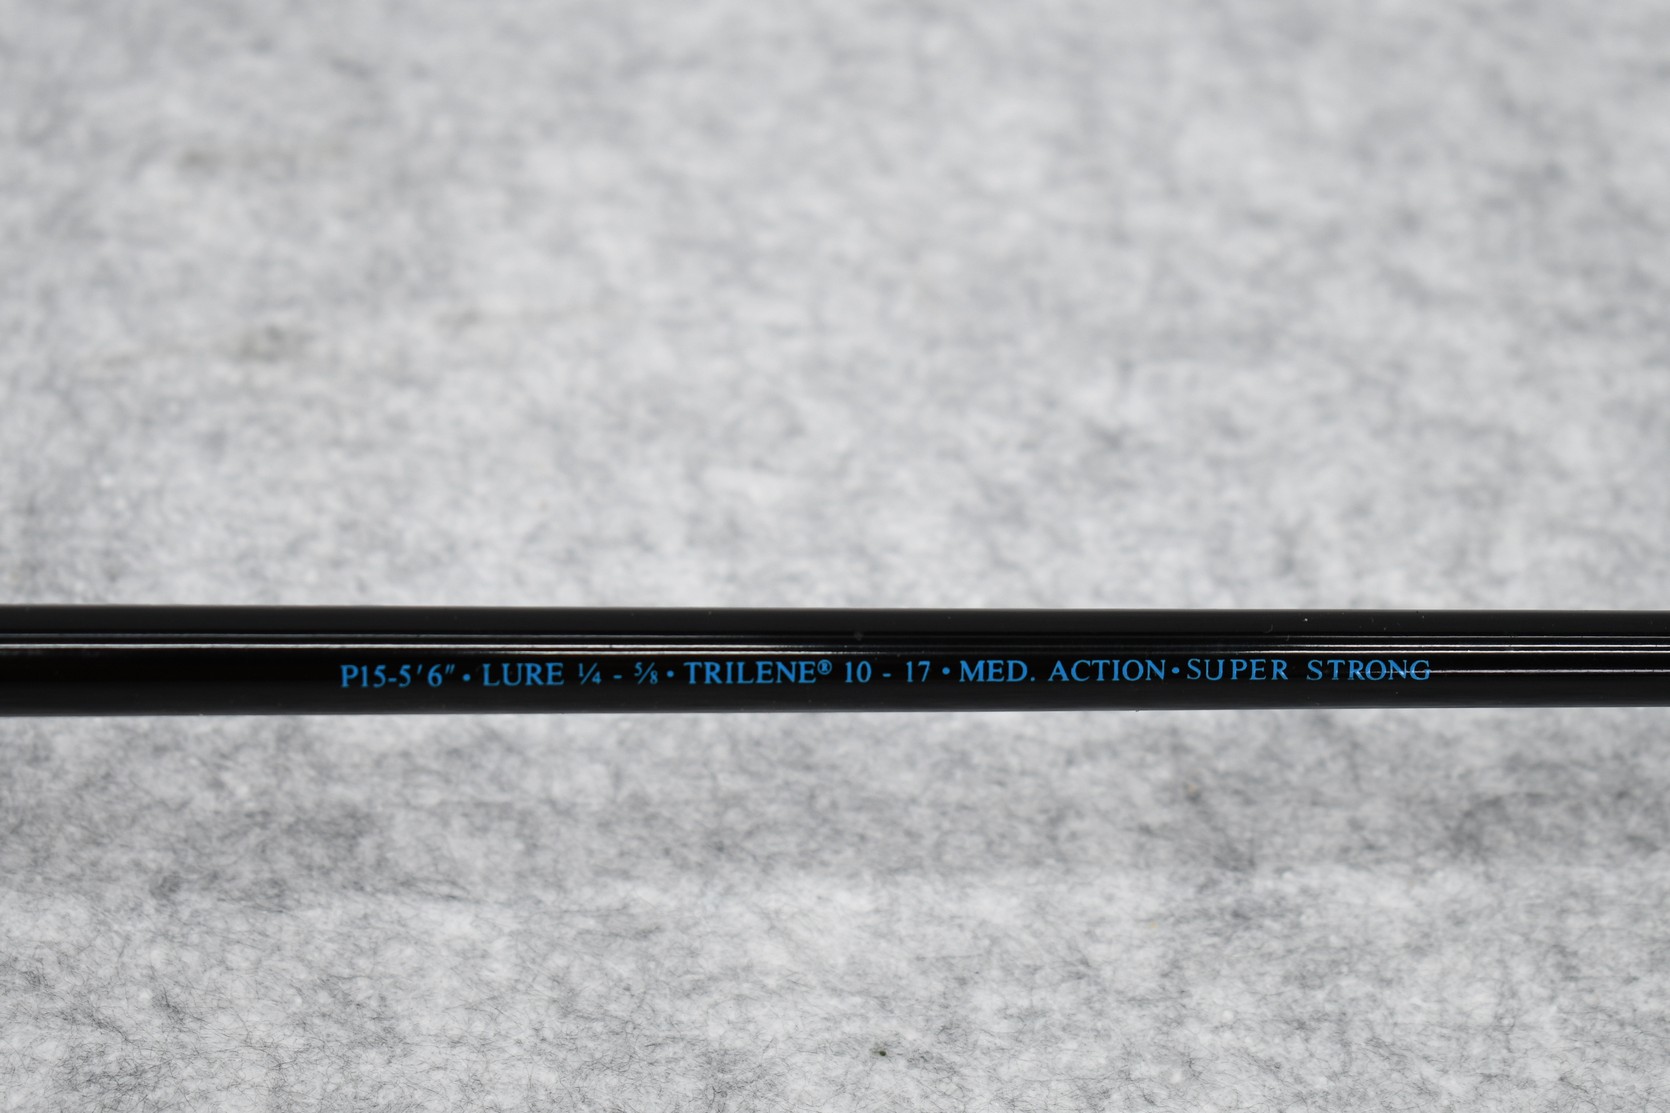 P15-5'6" • LURE ¼ - ⅝ • TRILENE® 10 - 17 • MED. ACTION • SUPER STRONG